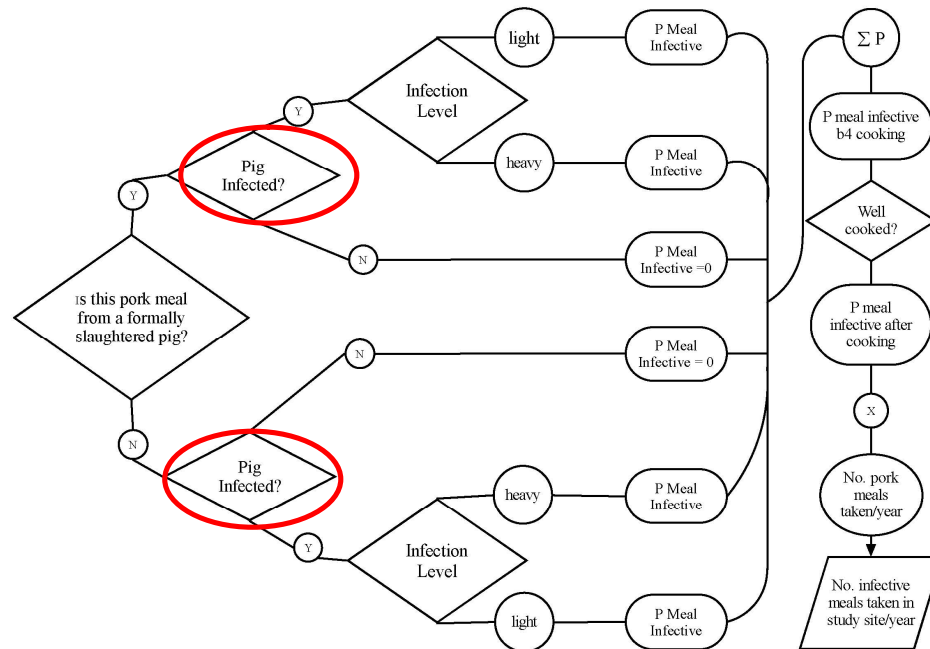 light
P Meal
Infective
Infection
Level
Y
heavy
P Meal
Infective
Pig
Infected?
Y
N
P Meal
Infective =0
Is this pork meal
from a formally
slaughtered pig?
N
P Meal
Infective = 0
N
Pig
Infected?
heavy
P Meal
Infective
Y
Infection
Level
light
P Meal
Infective
∑ P
P meal infective
b4 cooking
Well
cooked?
P meal
infective after
cooking
X
No. pork
meals
taken/year
No. infective
meals taken in
study site/year